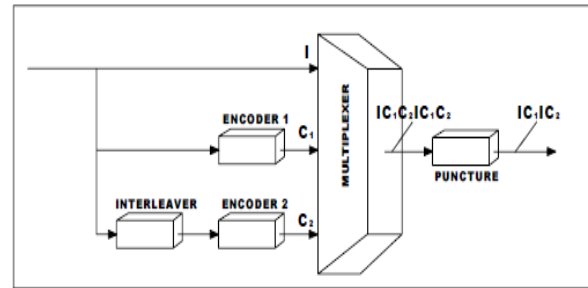 I
ENCODER 1
C₁
MULTIPLEXER
IC₁C₂IC₁C₂
IC₁IC₂
PUNCTURE
INTERLEAVER
ENCODER 2
C₂